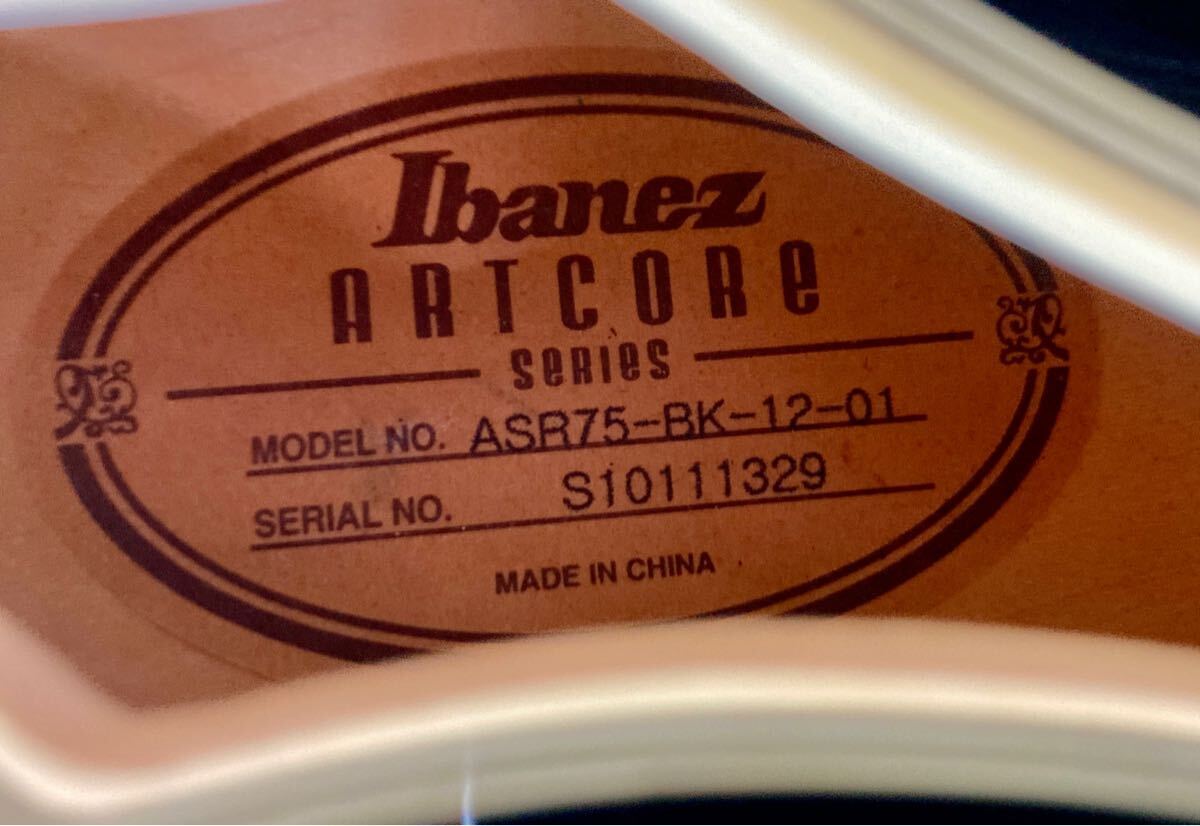 Ibanez
ARTCORE
SERIES
MODEL NO. ASR75-BK-12-01
SERIAL NO. S10111329
MADE IN CHINA